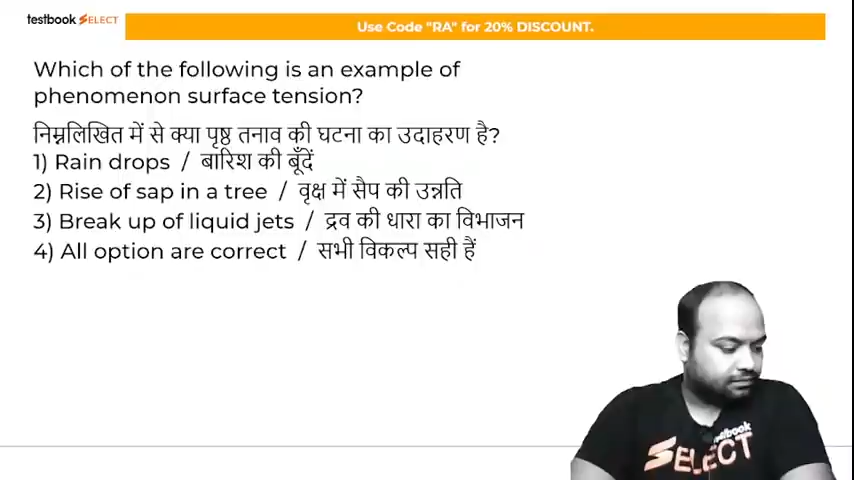 testbook SELECT
Use Code "RA" for 20% DISCOUNT.
Which of the following is an example of
phenomenon surface tension?
निम्नलिखित में से क्या पृष्ठ तनाव की घटना का उदाहरण है?
1) Rain drops / बारिश की बूँदें
2) Rise of sap in a tree / वृक्ष में सैप की उन्नति
3) Break up of liquid jets / द्रव की धारा का विभाजन
4) All option are correct / सभी विकल्प सही हैं
testbook
SELECT